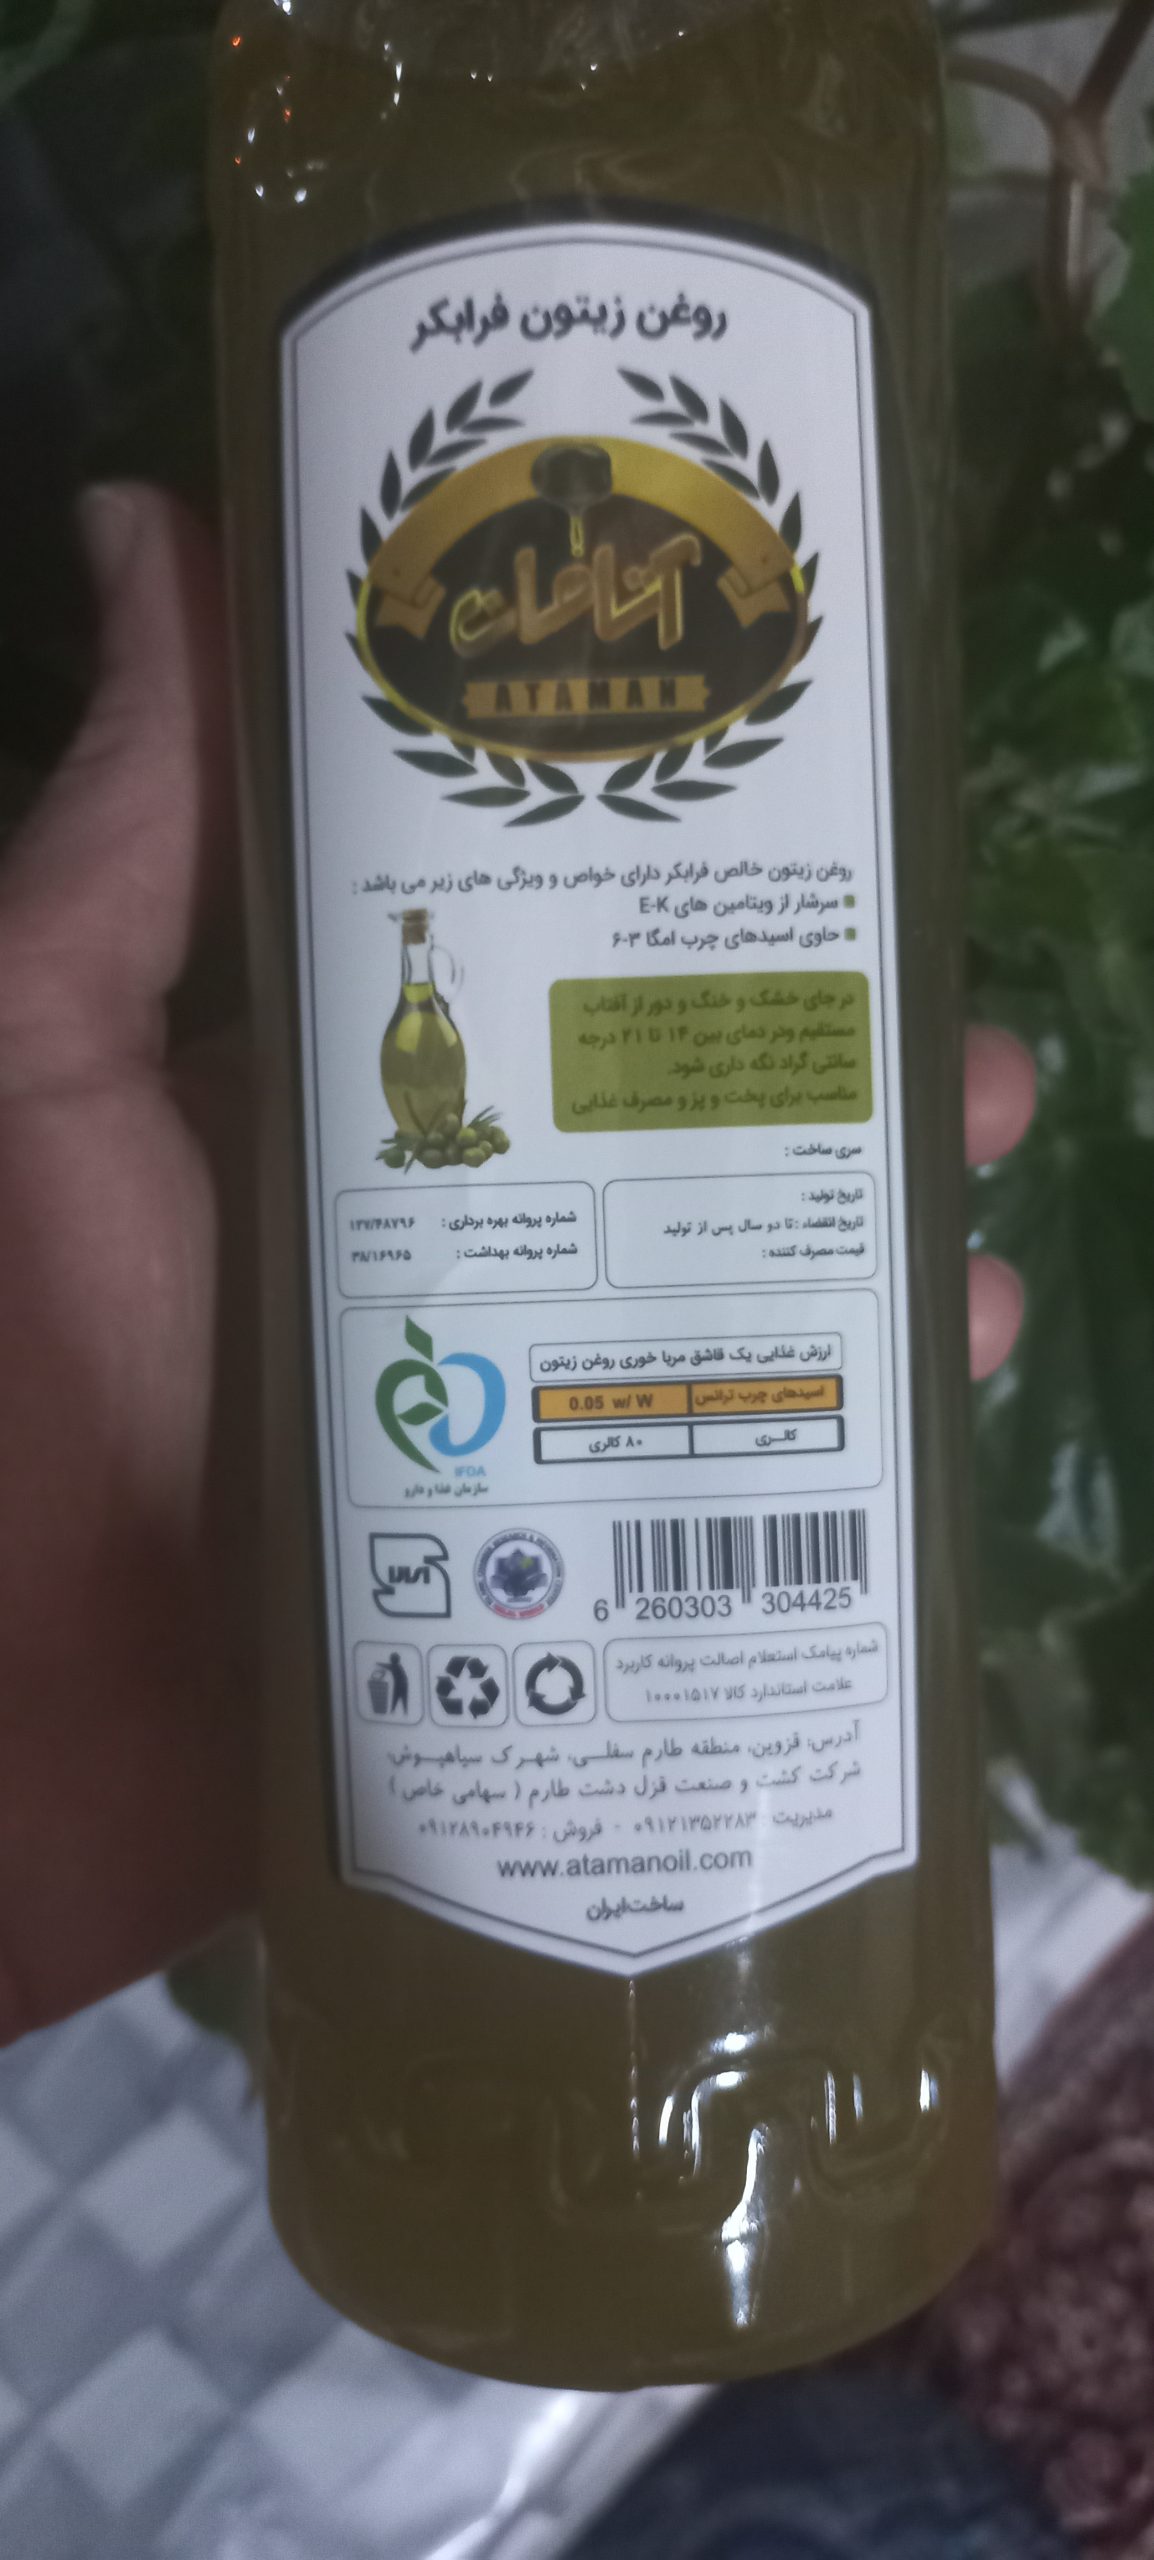 روغن زیتون فرابکر
آتامان
ATAMAN
روغن زیتون خالص فرابکر دارای خواص و ویژگی های زیر می باشد :
سرشار از ویتامین های E-K
حاوی اسیدهای چرب امگا ۳-۶
در جای خشک و خنک و دور از آفتاب
مستقیم ودر دمای بین ۱۴ تا ۲۱ درجه
سانتی گراد نگه داری شود.
مناسب برای پخت و پز و مصرف غذایی
سری ساخت :
تاریخ تولید :
تاریخ انقضاء : تا دو سال پس از تولید
قیمت مصرف کننده :
شماره پروانه بهره برداری : ۱۲۷/۴۸۷۹۶
شماره پروانه بهداشت : ۳۸/۱۶۹۶۵
ارزش غذایی یک قاشق مربا خوری روغن زیتون
اسیدهای چرب ترانس 0.05 w/ W
کالـری ۸۰ کالری
IFDA
سازمان غذا و دارو
6 260303 304425
شماره پیامک استعلام اصالت پروانه کاربرد
علامت استاندارد کالا ۱۰۰۰۱۵۱۷
آدرس: قزوین، منطقه طارم سفلـی، شهـرک سیاهپـوش،
شرکت کشت و صنعت قزل دشت طارم ( سهامی خاص )
مدیریت : ۰۹۱۲۱۳۵۲۲۸۳ - فروش : ۰۹۱۲۸۹۰۴۹۴۶
www.atamanoil.com
ساخت ایران